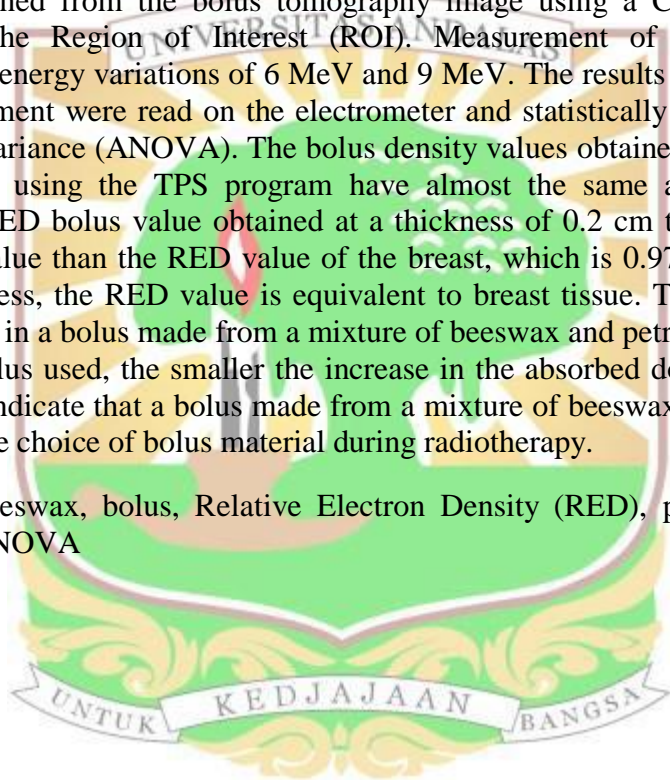 ned from the bolus tomography image using a C
he Region of Interest (ROI). Measurement of
UNIVERSITAS ANDALAS
energy variations of 6 MeV and 9 MeV. The results
ment were read on the electrometer and statistically
ariance (ANOVA). The bolus density values obtaine
using the TPS program have almost the same a
ED bolus value obtained at a thickness of 0.2 cm t
alue than the RED value of the breast, which is 0.97
ess, the RED value is equivalent to breast tissue. T
in a bolus made from a mixture of beeswax and petr
lus used, the smaller the increase in the absorbed do
ndicate that a bolus made from a mixture of beeswax
e choice of bolus material during radiotherapy.
eswax, bolus, Relative Electron Density (RED), p
NOVA
UNTUK KEDJAJAAN BANGSA